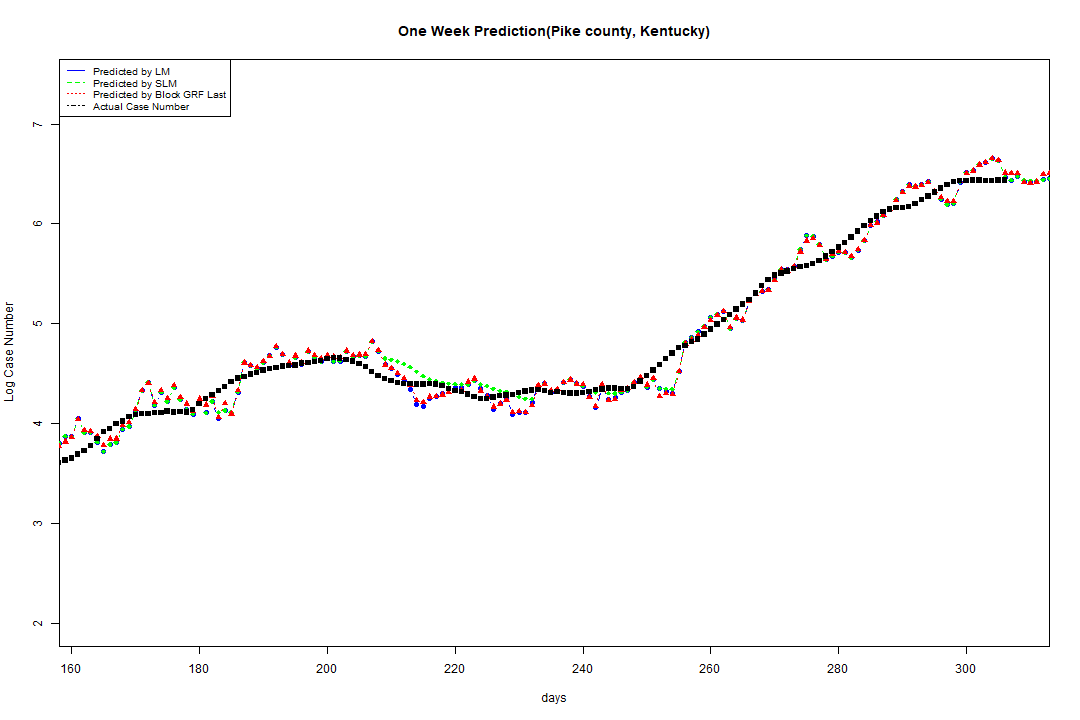 One Week Prediction(Pike county, Kentucky)
Predicted by LM
Predicted by SLM
Predicted by Block GRF Last
Actual Case Number
7
6
5
4
3
2
Log Case Number
160 180 200 220 240 260 280 300
days